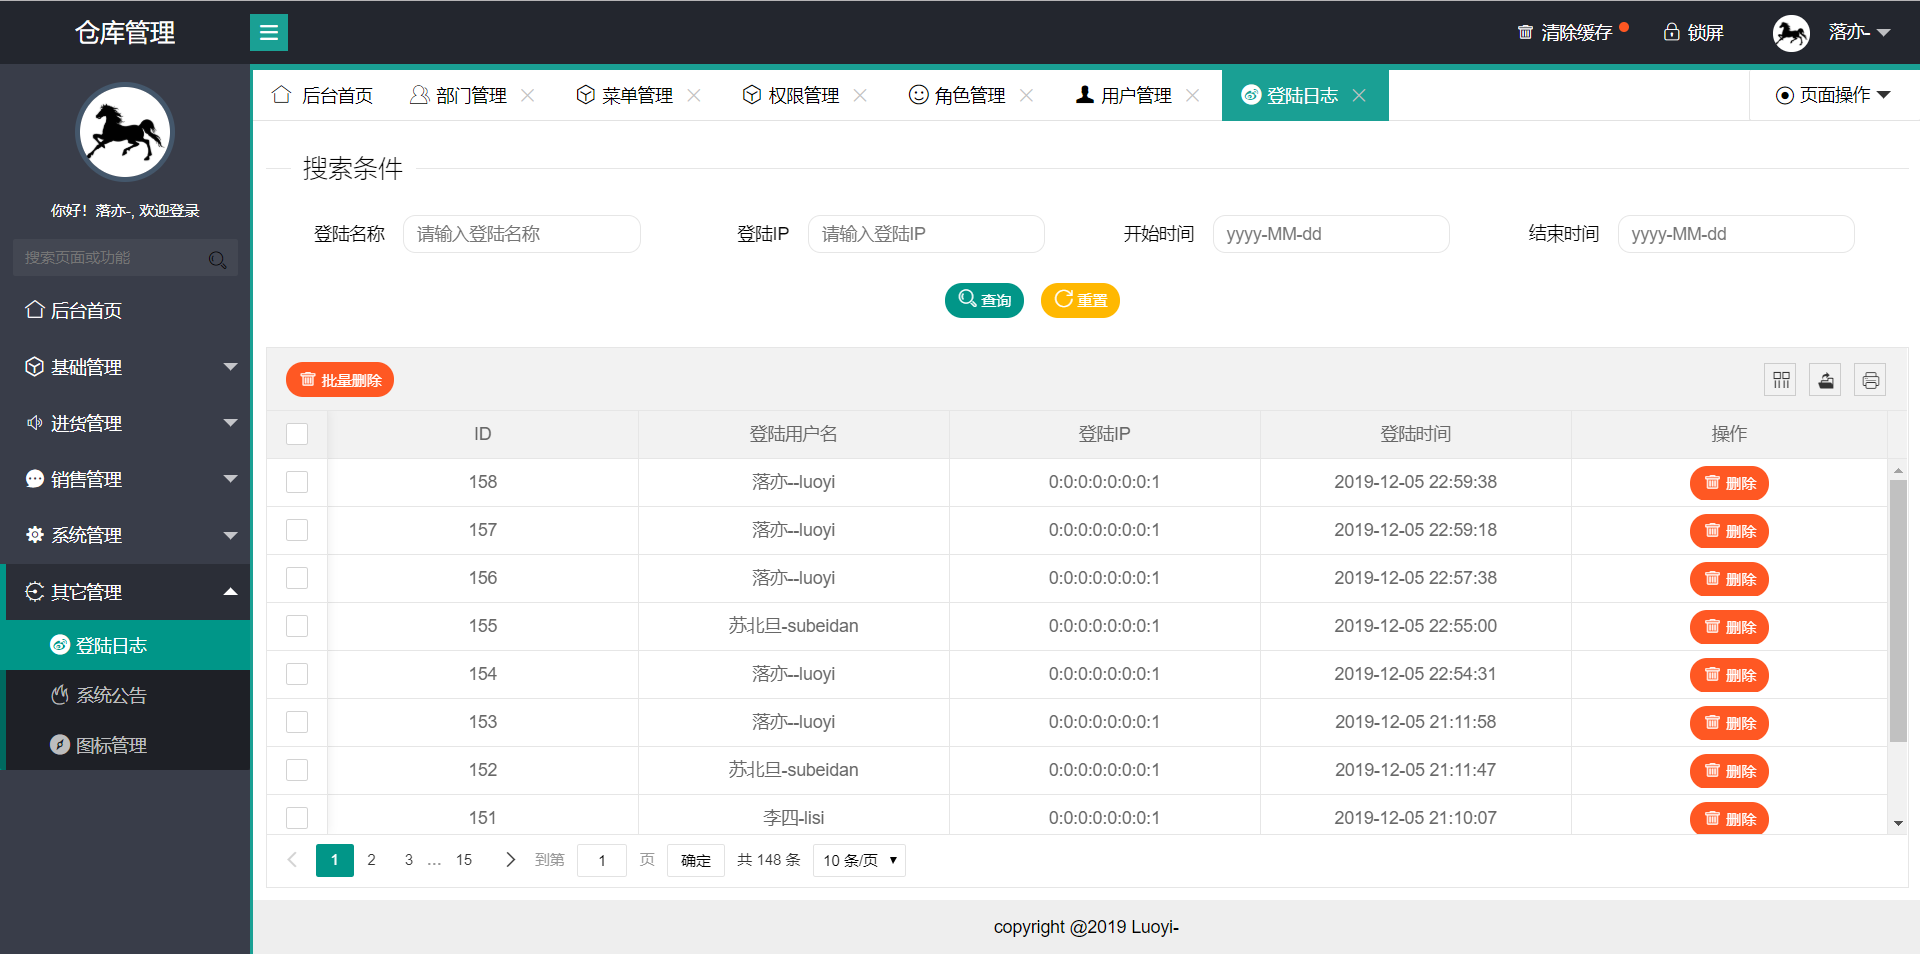 仓库管理
清除缓存
锁屏
落亦-
你好！落亦-, 欢迎登录
搜索页面或功能
后台首页
基础管理
进货管理
销售管理
系统管理
其它管理
登陆日志
系统公告
图标管理
后台首页 部门管理 菜单管理 权限管理 角色管理 用户管理 登陆日志 页面操作
搜索条件
登陆名称 请输入登陆名称 登陆IP 请输入登陆IP 开始时间 yyyy-MM-dd 结束时间 yyyy-MM-dd
查询 重置
批量删除
ID 登陆用户名 登陆IP 登陆时间 操作
158 落亦--luoyi 0:0:0:0:0:0:0:1 2019-12-05 22:59:38 删除
157 落亦--luoyi 0:0:0:0:0:0:0:1 2019-12-05 22:59:18 删除
156 落亦--luoyi 0:0:0:0:0:0:0:1 2019-12-05 22:57:38 删除
155 苏北旦-subeidan 0:0:0:0:0:0:0:1 2019-12-05 22:55:00 删除
154 落亦--luoyi 0:0:0:0:0:0:0:1 2019-12-05 22:54:31 删除
153 落亦--luoyi 0:0:0:0:0:0:0:1 2019-12-05 21:11:58 删除
152 苏北旦-subeidan 0:0:0:0:0:0:0:1 2019-12-05 21:11:47 删除
151 李四-lisi 0:0:0:0:0:0:0:1 2019-12-05 21:10:07 删除
1 2 3 … 15 到第 1 页 确定 共 148 条 10 条/页
copyright @2019 Luoyi-